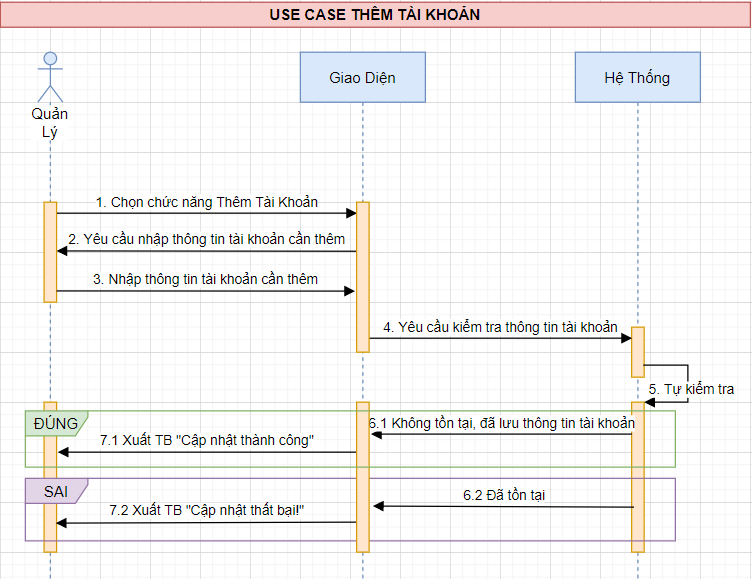 USE CASE THÊM TÀI KHOẢN
Giao Diện
Hệ Thống
Quản
Lý
1. Chọn chức năng Thêm Tài Khoản
2. Yêu cầu nhập thông tin tài khoản cần thêm
3. Nhập thông tin tài khoản cần thêm
4. Yêu cầu kiểm tra thông tin tài khoản
5. Tự kiểm tra
ĐÚNG
6.1 Không tồn tại, đã lưu thông tin tài khoản
7.1 Xuất TB "Cập nhật thành công"
SAI
6.2 Đã tồn tại
7.2 Xuất TB "Cập nhật thất bại!"